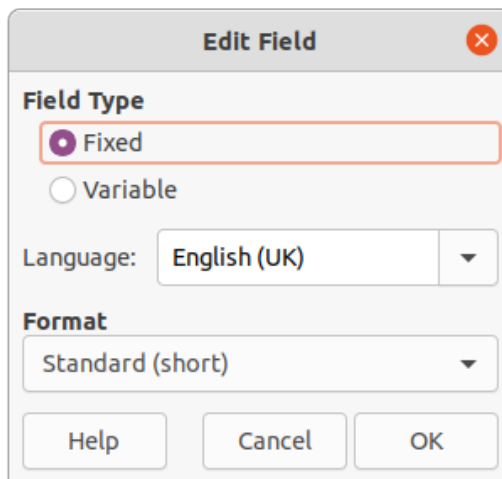 Edit Field
Field Type
Fixed
Variable
Language: English (UK)
Format
Standard (short)
Help Cancel OK